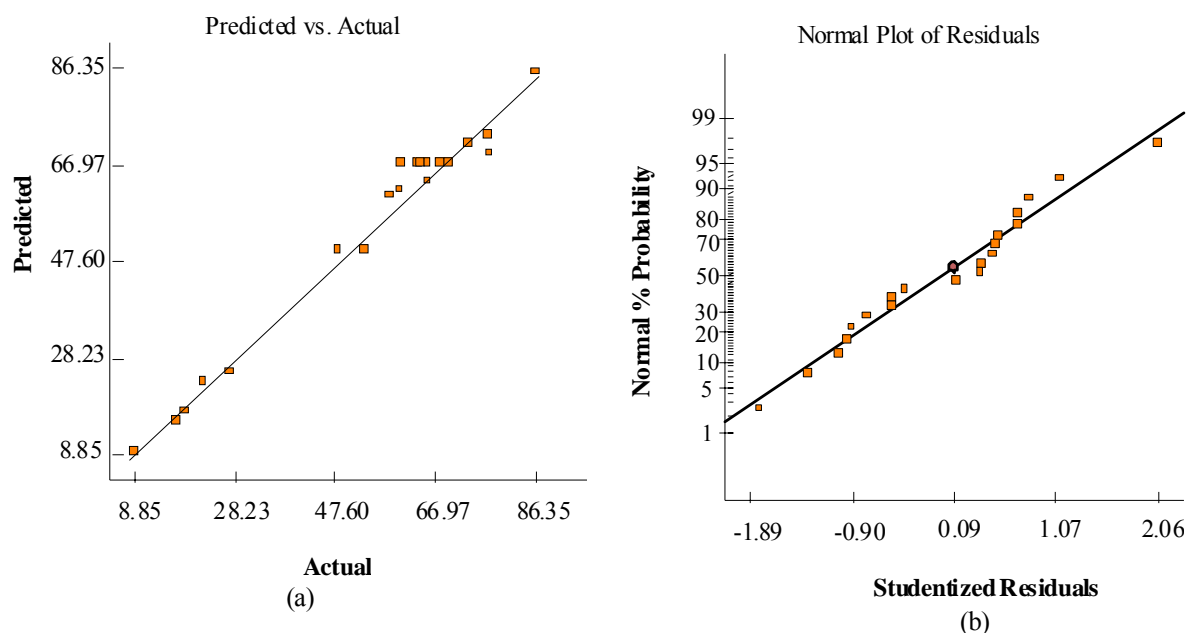 Predicted vs. Actual
86.35
66.97
47.60
28.23
8.85
Predicted
8.85 28.23 47.60 66.97 86.35
Actual
(a)
Normal Plot of Residuals
99
95
90
80
70
50
30
20
10
5
1
Normal % Probability
-1.89 -0.90 0.09 1.07 2.06
Studentized Residuals
(b)